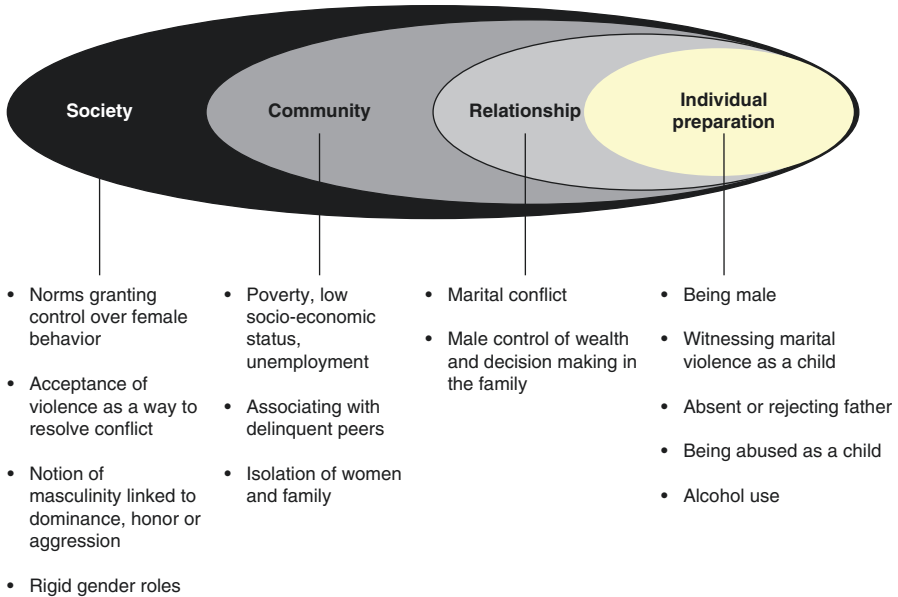 Society
Community
Relationship
Individual
preparation
• Norms granting
control over female
behavior
• Acceptance of
violence as a way to
resolve conflict
• Notion of
masculinity linked to
dominance, honor or
aggression
• Rigid gender roles
• Poverty, low
socio-economic
status,
unemployment
• Associating with
delinquent peers
• Isolation of women
and family
• Marital conflict
• Male control of wealth
and decision making in
the family
• Being male
• Witnessing marital
violence as a child
• Absent or rejecting father
• Being abused as a child
• Alcohol use